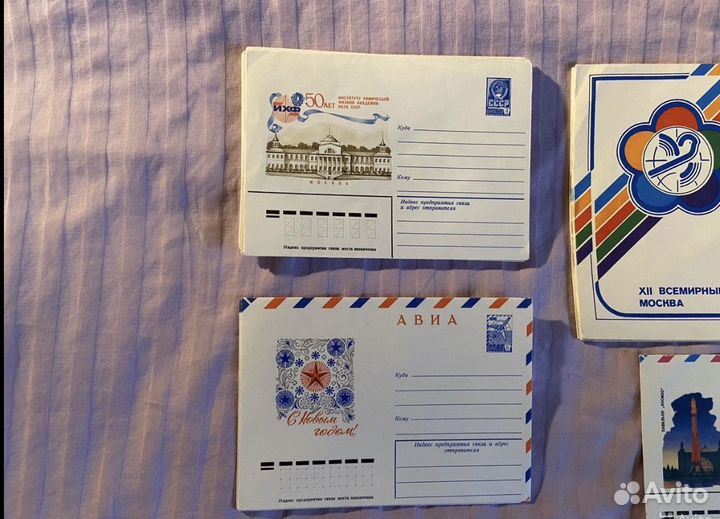 ИХФ 50 ЛЕТ
ИНСТИТУТУ ХИМИЧЕСКОЙ
ФИЗИКИ АКАДЕМИИ
НАУК СССР
МОСКВА
СССР
Куда
Кому
Индекс предприятия связи
и адрес отправителя
Индекс предприятия связи места назначения
XII ВСЕМИРНЫЙ
МОСКВА
АВИА
С Новым
годом!
Куда
Кому
Индекс предприятия связи и адрес
отправителя
Индекс предприятия связи места назначения
ПАВИЛЬОН „КОСМОС"
Avito